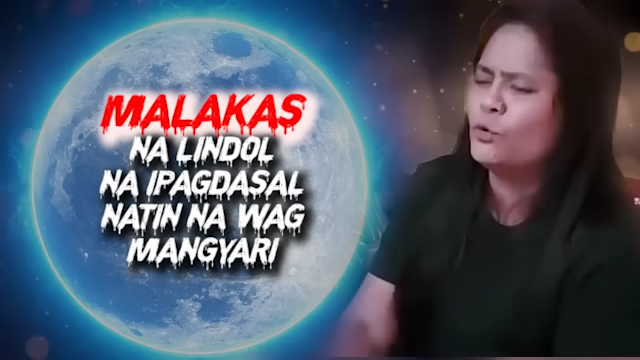 MALAKAS
NA LINDOL
NA IPAGDASAL
NATIN NA WAG
MANGYARI